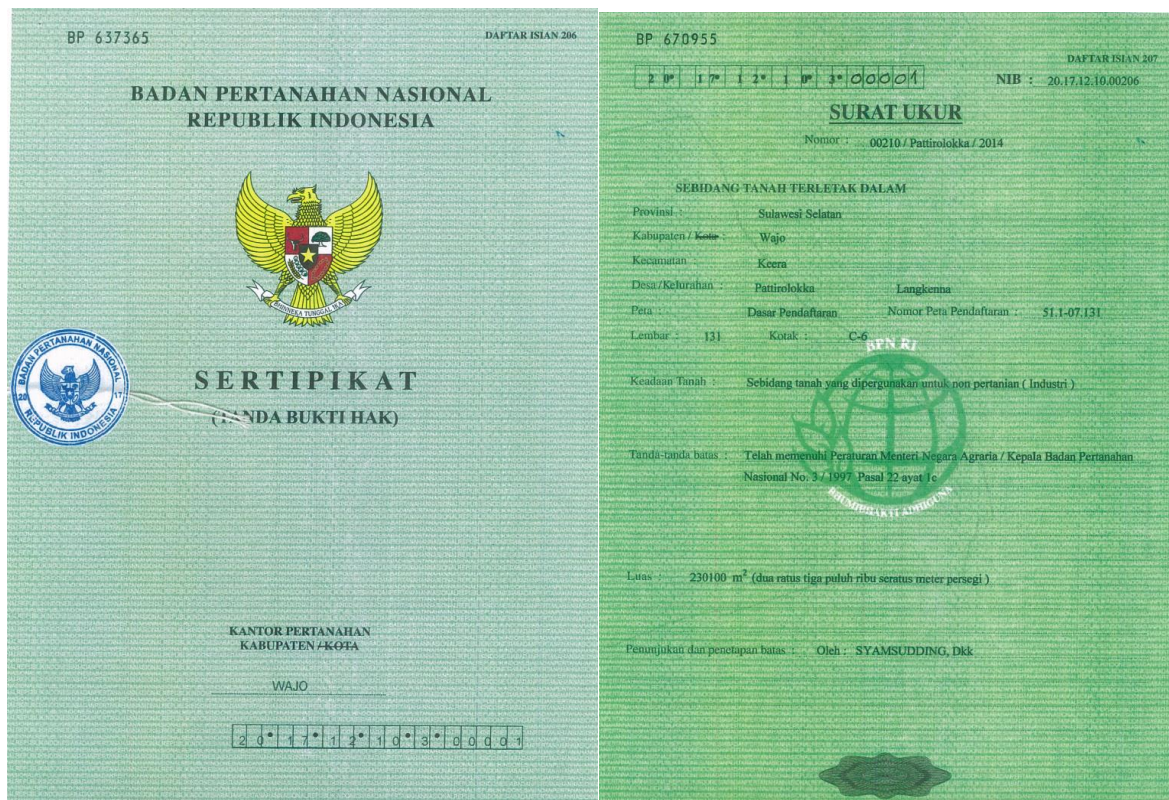 BP 637365
DAFTAR ISIAN 206
BADAN PERTANAHAN NASIONAL
REPUBLIK INDONESIA
BHINNEKA TUNGGAL IKA
BADAN PERTANAHAN NASIONAL
20 17
REPUBLIK INDONESIA
SERTIPIKAT
(TANDA BUKTI HAK)
KANTOR PERTANAHAN
KABUPATEN / KOTA
WAJO
20•17•12•10•3•00001
BP 670955
DAFTAR ISIAN 207
20•17•12•10•3•00001
NIB : 20.17.12.10.00206
SURAT UKUR
Nomor : 00210 / Pattirolokka / 2014
SEBIDANG TANAH TERLETAK DALAM
Provinsi : Sulawesi Selatan
Kabupaten / Kota : Wajo
Kecamatan : Keera
Desa /Kelurahan : Pattirolokka Langkenna
Peta : Dasar Pendaftaran Nomor Peta Pendaftaran : 51.1-07.131
Lembar : 131 Kotak C-6
BPN RI
Keadaan Tanah : Sebidang tanah yang dipergunakan untuk non pertanian ( Industri )
Tanda-tanda batas : Telah memenuhi Peraturan Menteri Negara Agraria / Kepala Badan Pertanahan
Nasional No. 3 / 1997 Pasal 22 ayat 1c
BHUMIBHAKTI ADHIGUNA
Luas : 230100 m² (dua ratus tiga puluh ribu seratus meter persegi )
Penunjukan dan penetapan batas : Oleh : SYAMSUDDING, Dkk